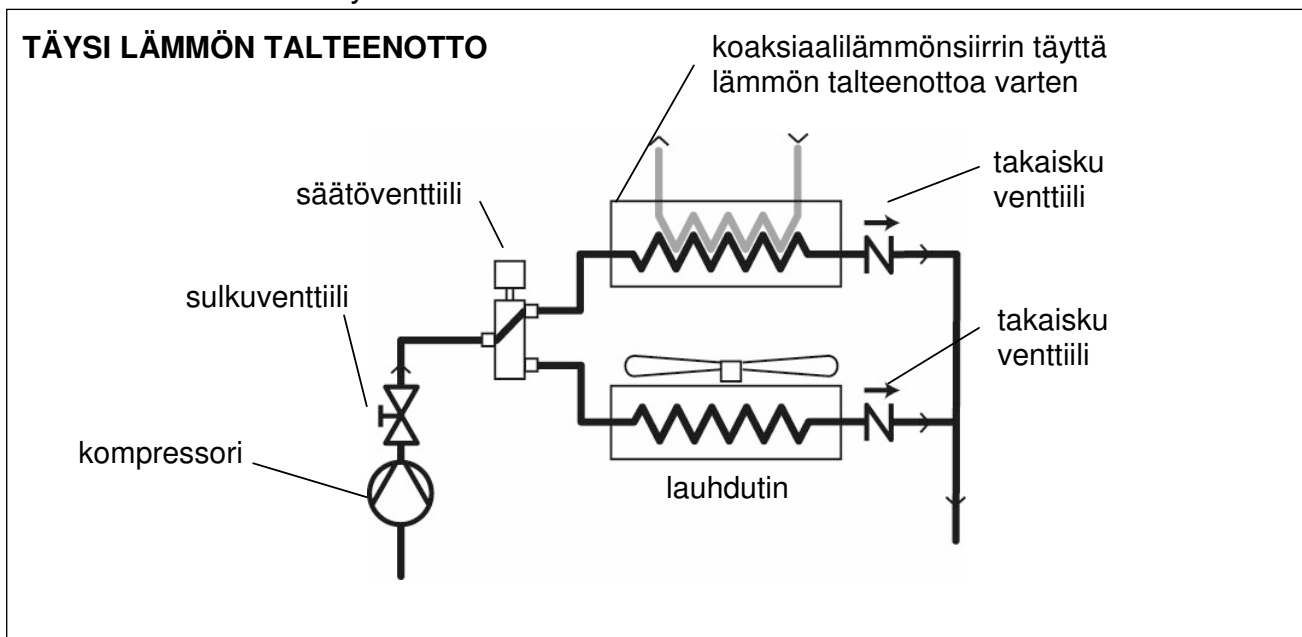 TÄYSI LÄMMÖN TALTEENOTTO
koaksiaalilämmönsiirrin täyttä
lämmön talteenottoa varten
takaisku
venttiili
säätöventtiili
sulkuventtiili
takaisku
venttiili
kompressori
lauhdutin